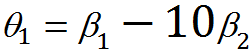 θ₁ = β₁ − 10β₂